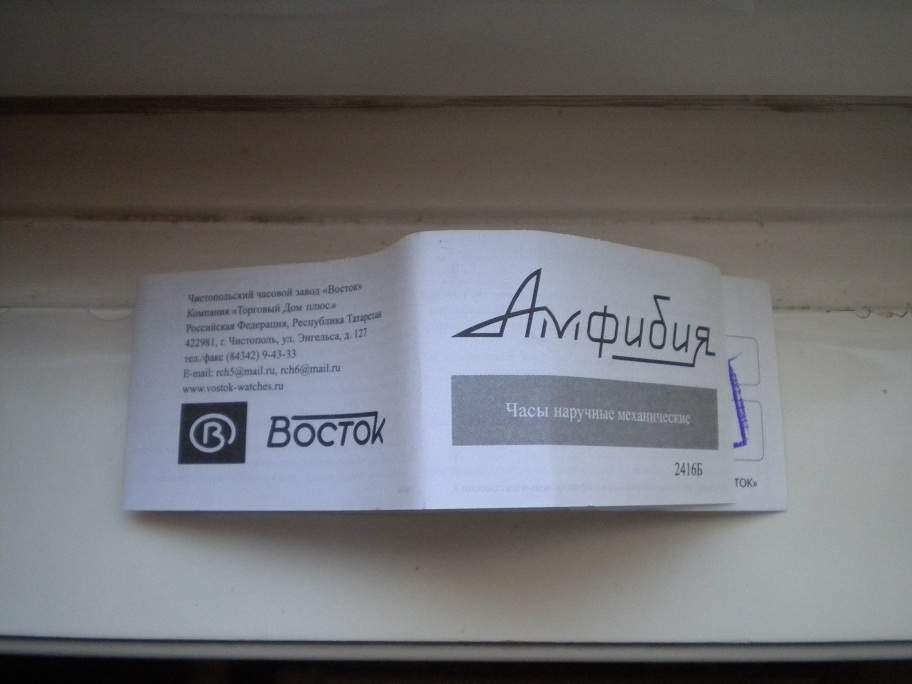 Чистопольский часовой завод «Восток»
Компания «Торговый Дом плюс»
Российская Федерация, Республика Татарстан
422981, г. Чистополь, ул. Энгельса, д. 127
тел./факс (84342) 9-43-33
E-mail: rch5@mail.ru, rch6@mail.ru
www.vostok-watches.ru
В Восток
Амфибия
Часы наручные механические
2416Б
ТОК»